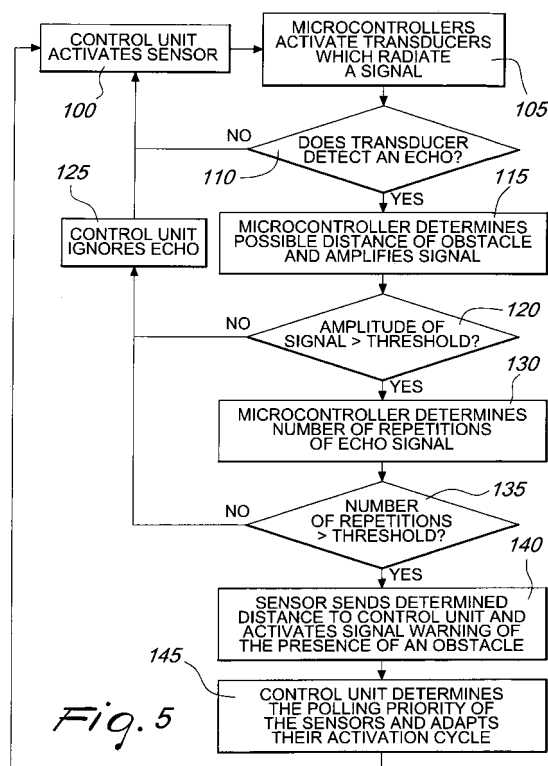 CONTROL UNIT
ACTIVATES SENSOR
100
MICROCONTROLLERS
ACTIVATE TRANSDUCERS
WHICH RADIATE
A SIGNAL
105
NO
DOES TRANSDUCER
DETECT AN ECHO?
110
YES
115
125
CONTROL UNIT
IGNORES ECHO
MICROCONTROLLER DETERMINES
POSSIBLE DISTANCE OF OBSTACLE
AND AMPLIFIES SIGNAL
120
NO
AMPLITUDE OF
SIGNAL > THRESHOLD?
YES
130
MICROCONTROLLER DETERMINES
NUMBER OF REPETITIONS
OF ECHO SIGNAL
135
NO
NUMBER
OF REPETITIONS
> THRESHOLD?
YES
140
SENSOR SENDS DETERMINED
DISTANCE TO CONTROL UNIT AND
ACTIVATES SIGNAL WARNING OF
THE PRESENCE OF AN OBSTACLE
145
CONTROL UNIT DETERMINES
THE POLLING PRIORITY
OF THE SENSORS AND ADAPTS
THEIR ACTIVATION CYCLE
Fig. 5